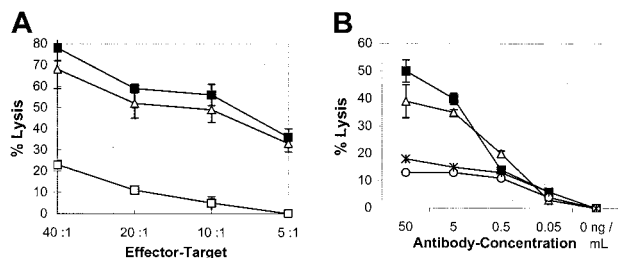 A
80
70
60
50
40
30
20
10
0
% Lysis
40 :1 20 :1 10 :1 5 :1
Effector-Target
B
60
50
40
30
20
10
0
% Lysis
50 5 0.5 0.05 0 ng /
mL
Antibody-Concentration